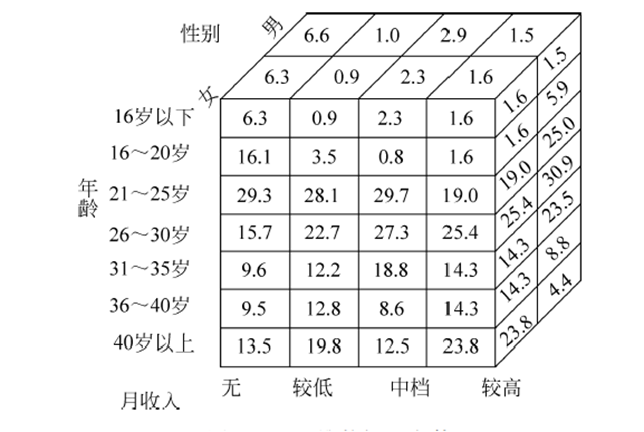 性别
男
6.6 1.0 2.9 1.5
女
6.3 0.9 2.3 1.6
16岁以下 6.3 0.9 2.3 1.6 1.6 1.5
16～20岁 16.1 3.5 0.8 1.6 1.6 5.9
年龄
21～25岁 29.3 28.1 29.7 19.0 19.0 25.0
26～30岁 15.7 22.7 27.3 25.4 25.4 30.9
31～35岁 9.6 12.2 18.8 14.3 14.3 23.5
36～40岁 9.5 12.8 8.6 14.3 14.3 8.8
40岁以上 13.5 19.8 12.5 23.8 23.8 4.4
无 较低 中档 较高
月收入